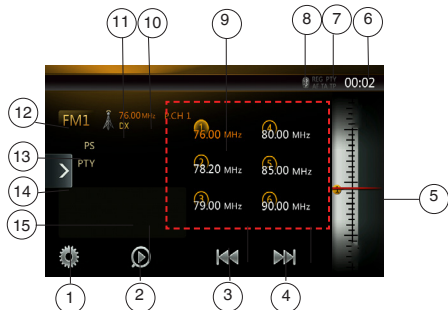 11 10 9 8 7 6
REG PTY
AF TA TP
00:02
12 FM1 76.00 MHz P.CH 1
DX
1 76.00 MHz 4 80.00 MHz
PS
13 PTY
2 78.20 MHz 5 85.00 MHz
14
3 79.00 MHz 6 90.00 MHz
5
15
1 2 3 4